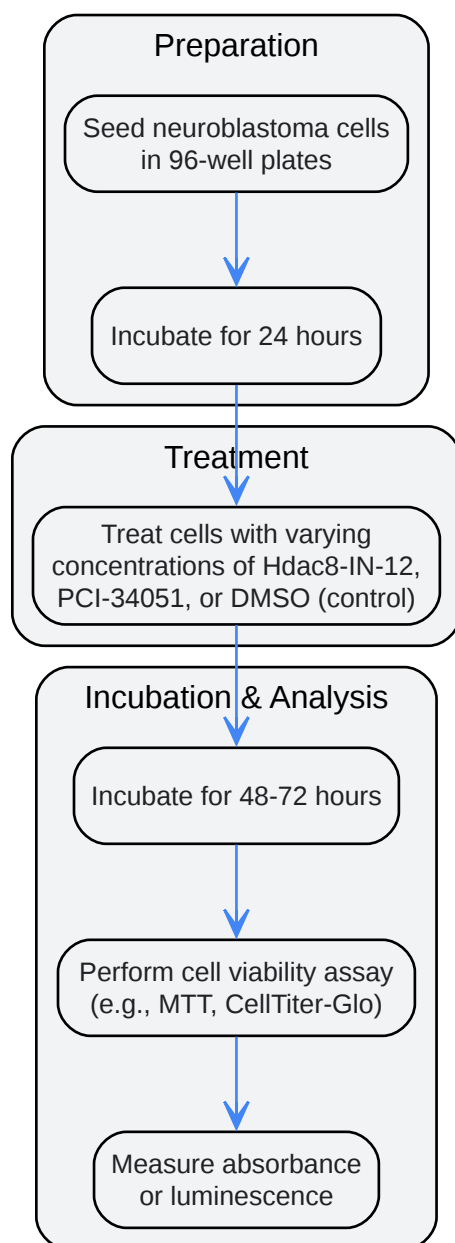 Preparation
Seed neuroblastoma cells
in 96-well plates
Incubate for 24 hours
Treatment
Treat cells with varying
concentrations of Hdac8-IN-12,
PCI-34051, or DMSO (control)
Incubation & Analysis
Incubate for 48-72 hours
Perform cell viability assay
(e.g., MTT, CellTiter-Glo)
Measure absorbance
or luminescence